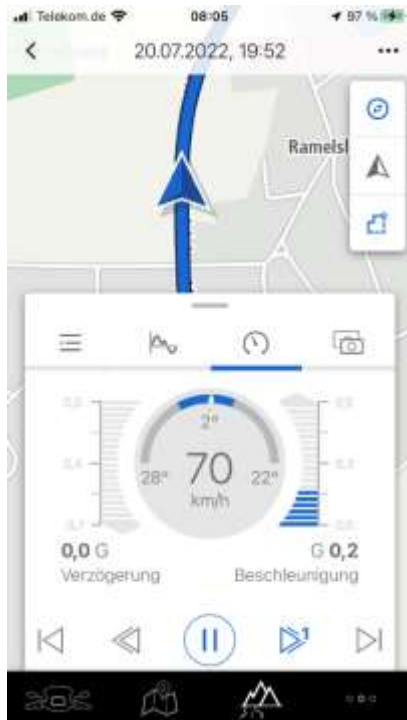 Telekom.de 08:05 97 %
20.07.2022, 19:52
Ramelsl
2°
28° 70 22°
km/h
0,0 G G 0,2
Verzögerung Beschleunigung
1